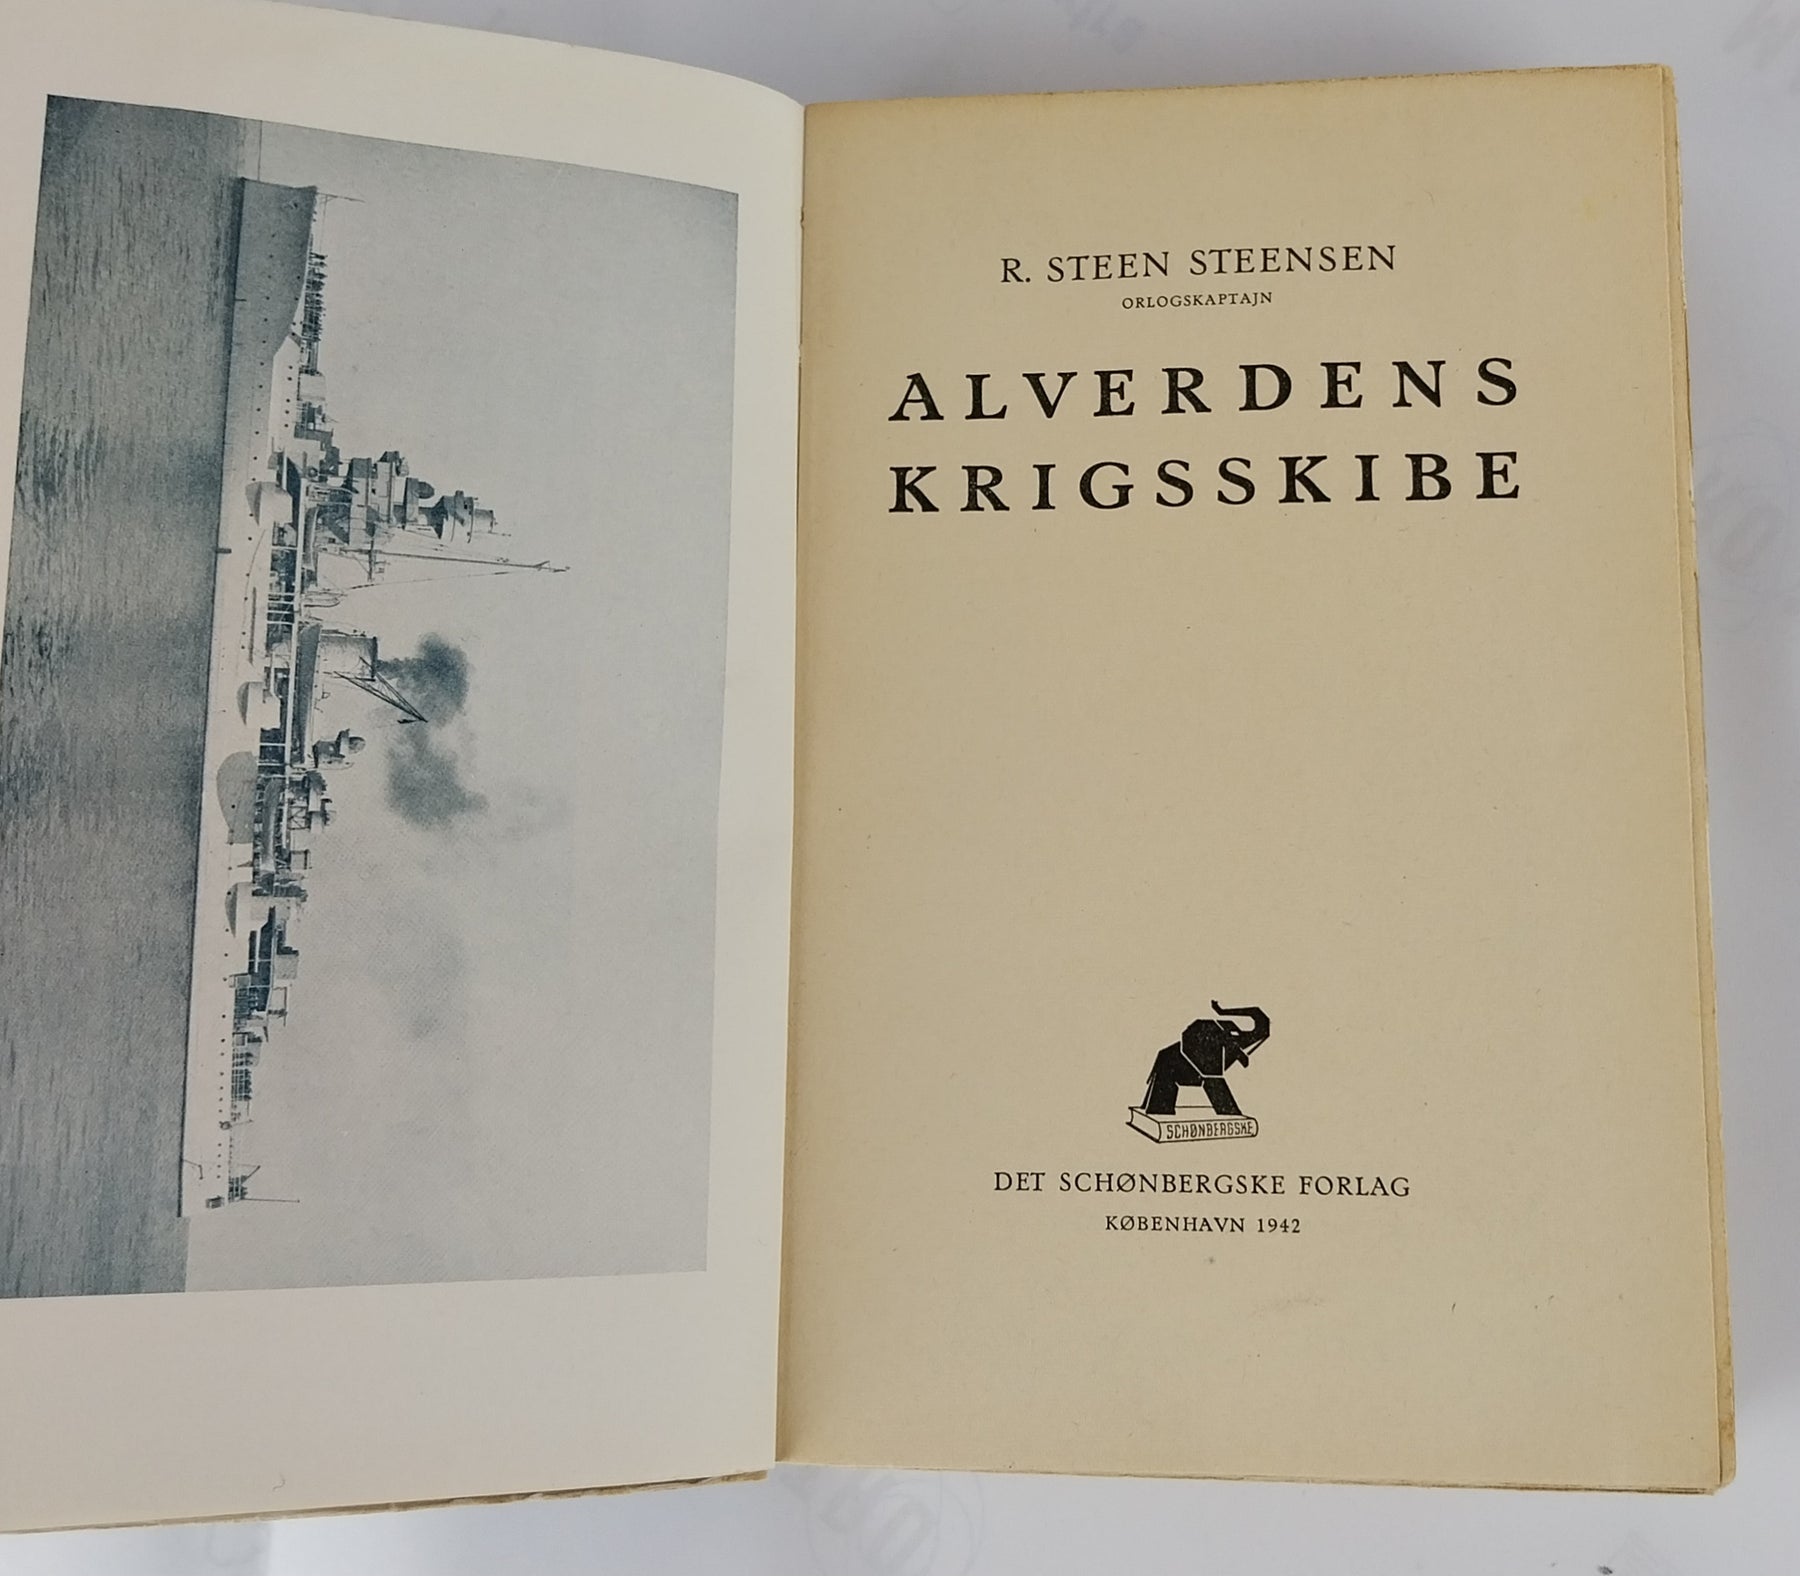 R. STEEN STEENSEN
ORLOGSKAPTAJN
ALVERDENS
KRIGSSKIBE
SCHØNBERGSKE
DET SCHØNBERGSKE FORLAG
KØBENHAVN 1942